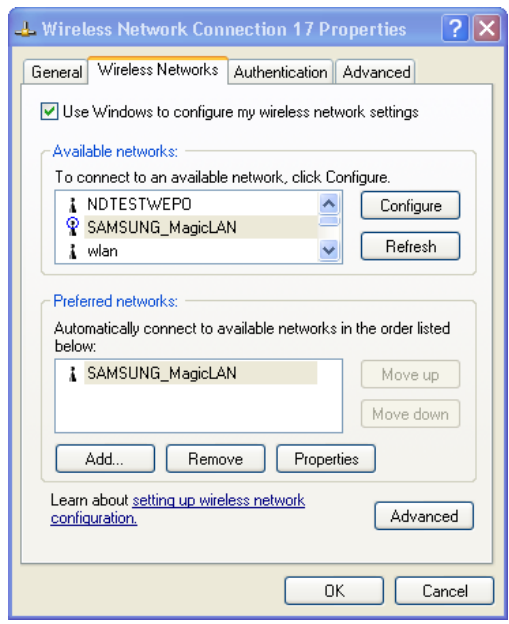 Wireless Network Connection 17 Properties
General
Wireless Networks
Authentication
Advanced
Use Windows to configure my wireless network settings
Available networks:
To connect to an available network, click Configure.
NDTESTWEP0
SAMSUNG_MagicLAN
wlan
Configure
Refresh
Preferred networks:
Automatically connect to available networks in the order listed
below:
SAMSUNG_MagicLAN
Move up
Move down
Add...
Remove
Properties
Learn about setting up wireless network
configuration.
Advanced
OK
Cancel